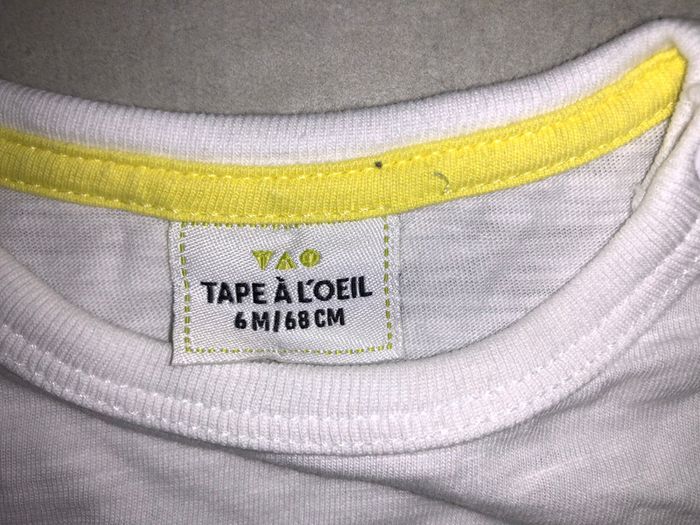 TAO
TAPE À L'OEIL
6 M/68 CM